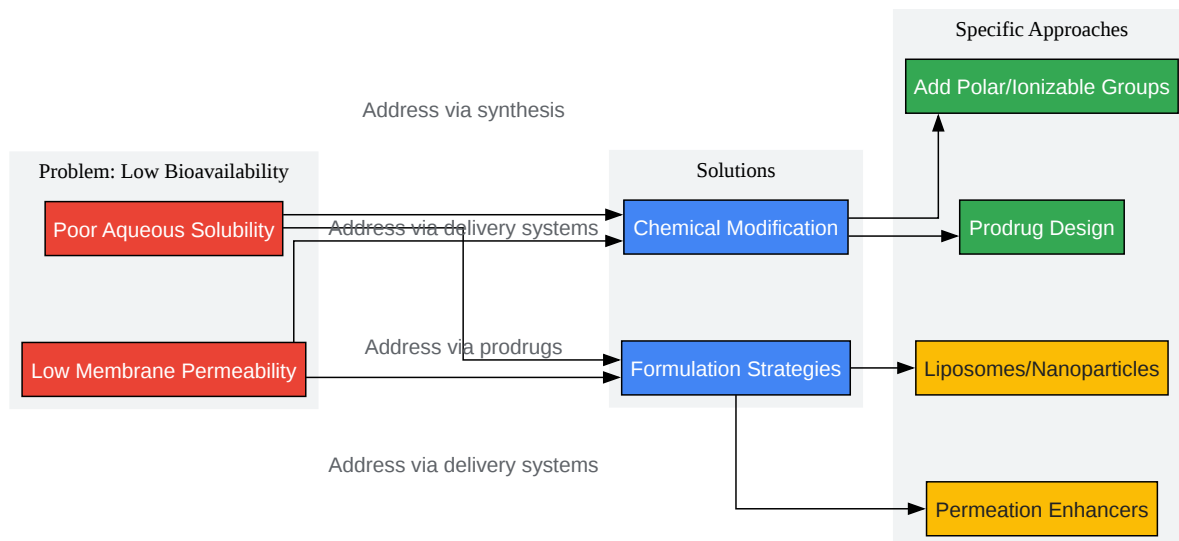 Specific Approaches
Add Polar/Ionizable Groups
Address via synthesis
Problem: Low Bioavailability
Solutions
Poor Aqueous Solubility
Address via delivery systems
Chemical Modification
Prodrug Design
Address via prodrugs
Low Membrane Permeability
Formulation Strategies
Liposomes/Nanoparticles
Address via delivery systems
Permeation Enhancers